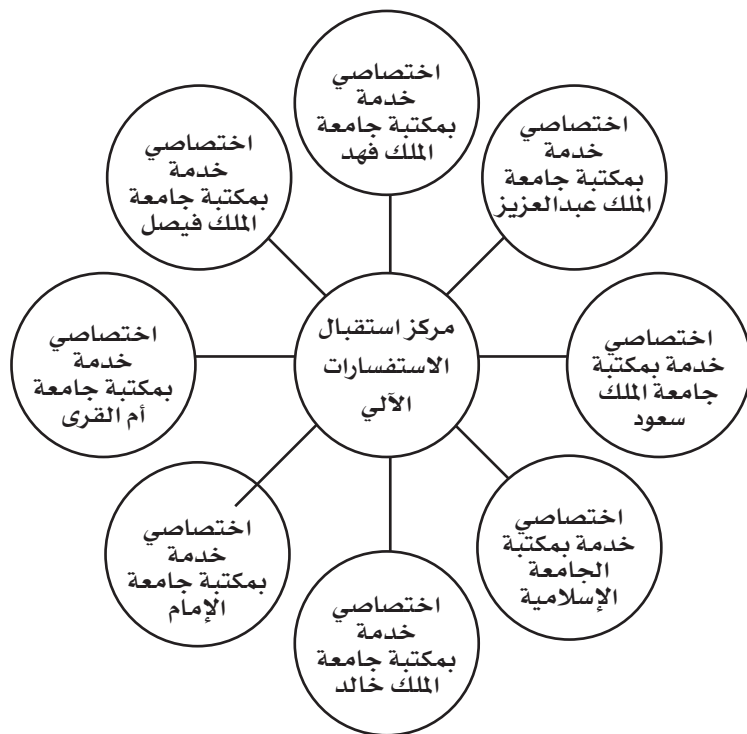 اختصاصي
خدمة
بمكتبة جامعة
الملك فهد
اختصاصي
خدمة
بمكتبة جامعة
الملك عبدالعزيز
اختصاصي
خدمة
بمكتبة جامعة
الملك فيصل
مركز استقبال
الاستفسارات
الآلي
اختصاصي
خدمة بمكتبة
جامعة الملك
سعود
اختصاصي
خدمة
بمكتبة جامعة
أم القرى
اختصاصي
خدمة بمكتبة
الجامعة
الإسلامية
اختصاصي
خدمة
بمكتبة جامعة
الإمام
اختصاصي
خدمة
بمكتبة جامعة
الملك خالد